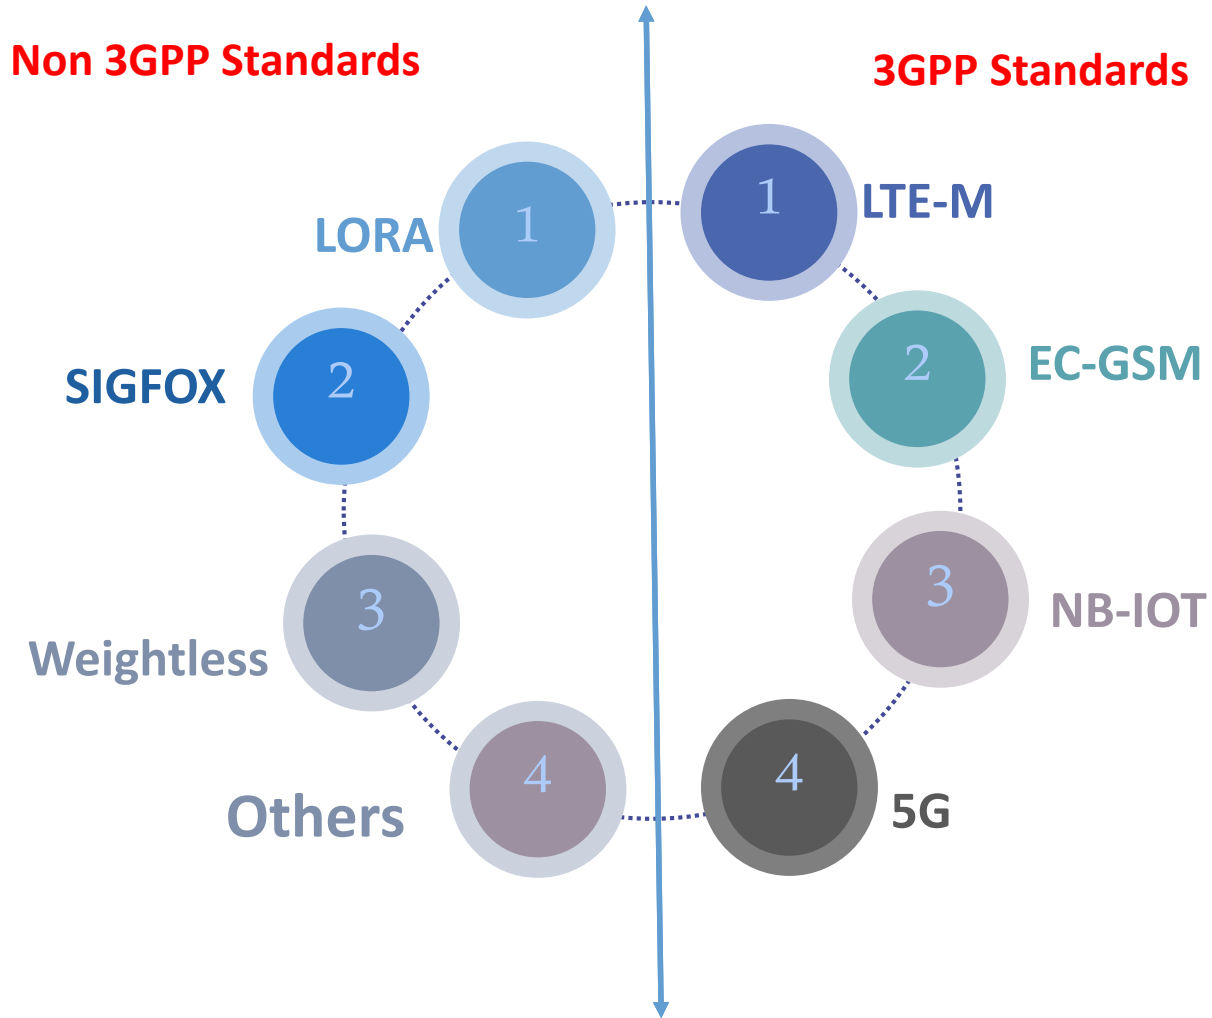 Non 3GPP Standards
3GPP Standards
1
LORA
2
SIGFOX
3
Weightless
4
Others
1
LTE-M
2
EC-GSM
3
NB-IOT
4
5G